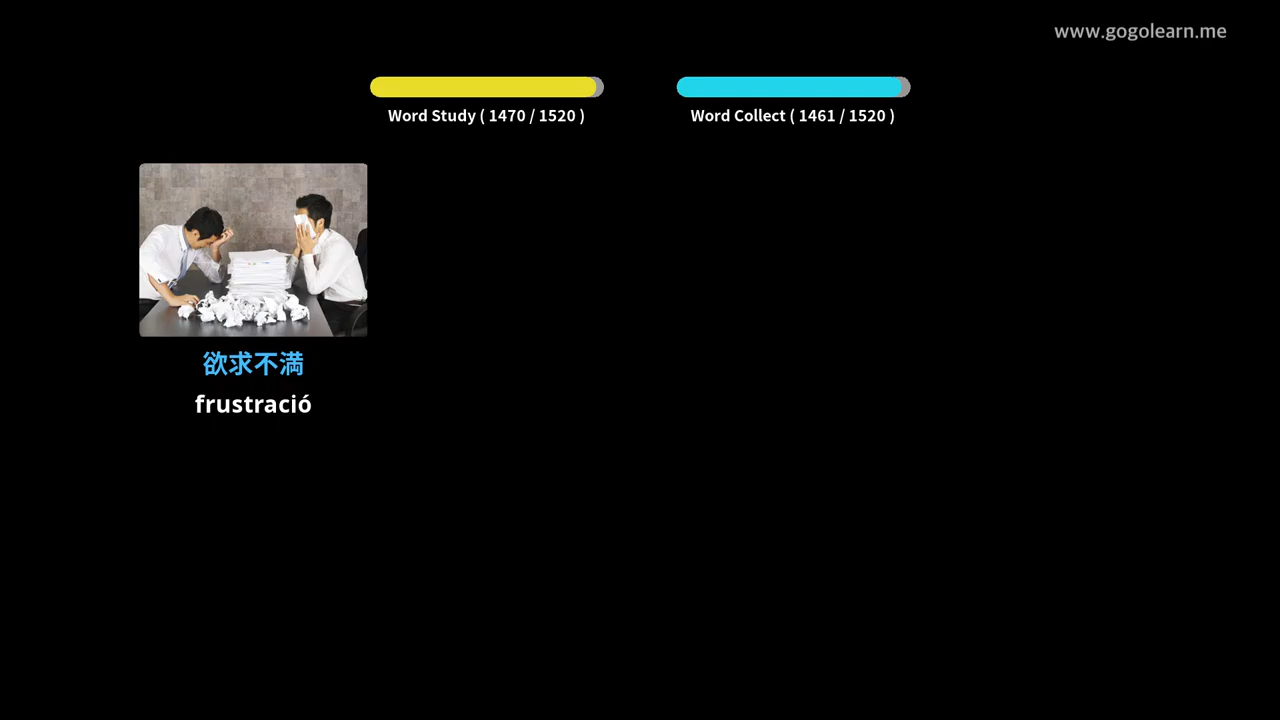 www.gogolearn.me
Word Study ( 1470 / 1520 )
Word Collect ( 1461 / 1520 )
欲求不満
frustració